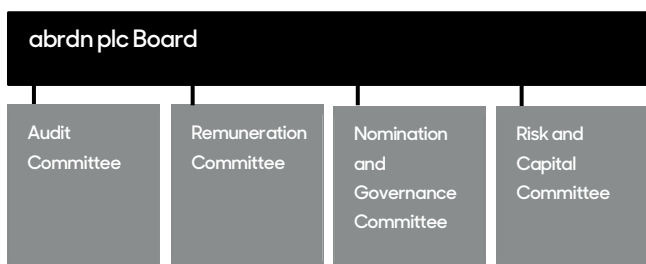 abrdn plc Board
Audit
Committee
Remuneration
Committee
Nomination
and
Governance
Committee
Risk and
Capital
Committee